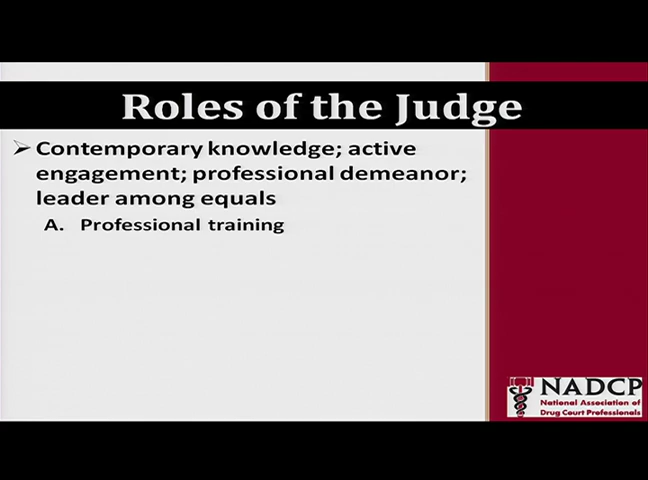 Roles of the Judge
➢ Contemporary knowledge; active
engagement; professional demeanor;
leader among equals
A. Professional training
NADCP
National Association of
Drug Court Professionals